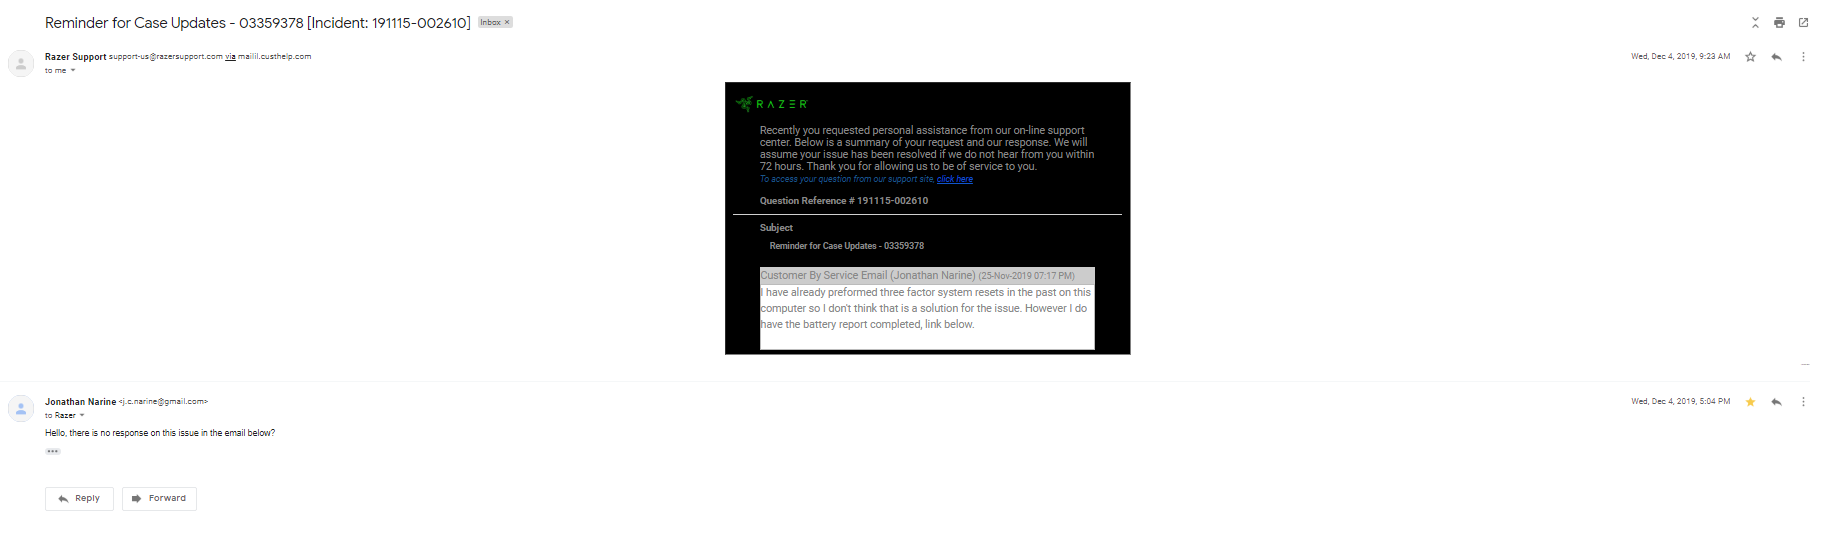 Reminder for Case Updates - 03359378 [Incident: 191115-002610] Inbox ×
Razer Support support-us@razersupport.com via mailil.custhelp.com
Wed, Dec 4, 2019, 9:23 AM
to me
RAZER
Recently you requested personal assistance from our on-line support
center. Below is a summary of your request and our response. We will
assume your issue has been resolved if we do not hear from you within
72 hours. Thank you for allowing us to be of service to you.
To access your question from our support site, click here
Question Reference # 191115-002610
Subject
Reminder for Case Updates - 03359378
Customer By Service Email (Jonathan Narine) (25-Nov-2019 07:17 PM)
I have already preformed three factor system resets in the past on this
computer so I don't think that is a solution for the issue. However I do
have the battery report completed, link below.
Jonathan Narine <j.c.narine@gmail.com>
Wed, Dec 4, 2019, 5:04 PM
to Razer
Hello, there is no response on this issue in the email below?
Reply
Forward